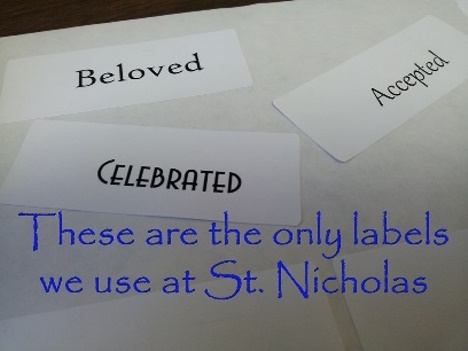 Beloved
Accepted
CELEBRATED
These are the only labels
we use at St. Nicholas